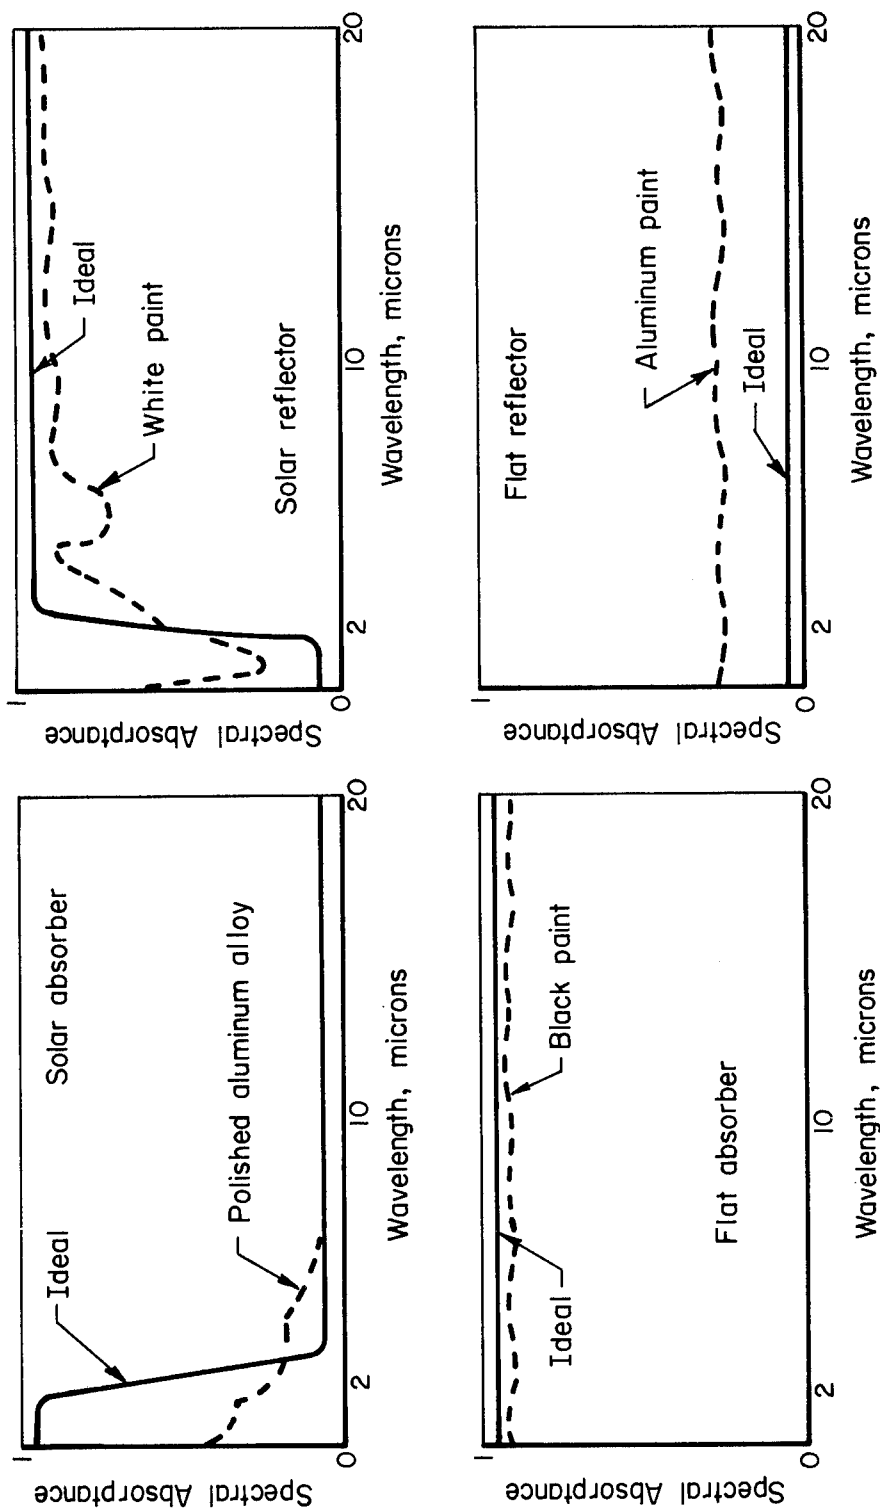 Spectral Absorptance
1
0
Solar absorber
Ideal
Polished aluminum alloy
2
10
20
Wavelength, microns
Spectral Absorptance
1
0
Ideal
White paint
Solar reflector
2
10
20
Wavelength, microns
Spectral Absorptance
1
0
Ideal
Black paint
Flat absorber
2
10
20
Wavelength, microns
Spectral Absorptance
1
0
Flat reflector
Aluminum paint
Ideal
2
10
20
Wavelength, microns